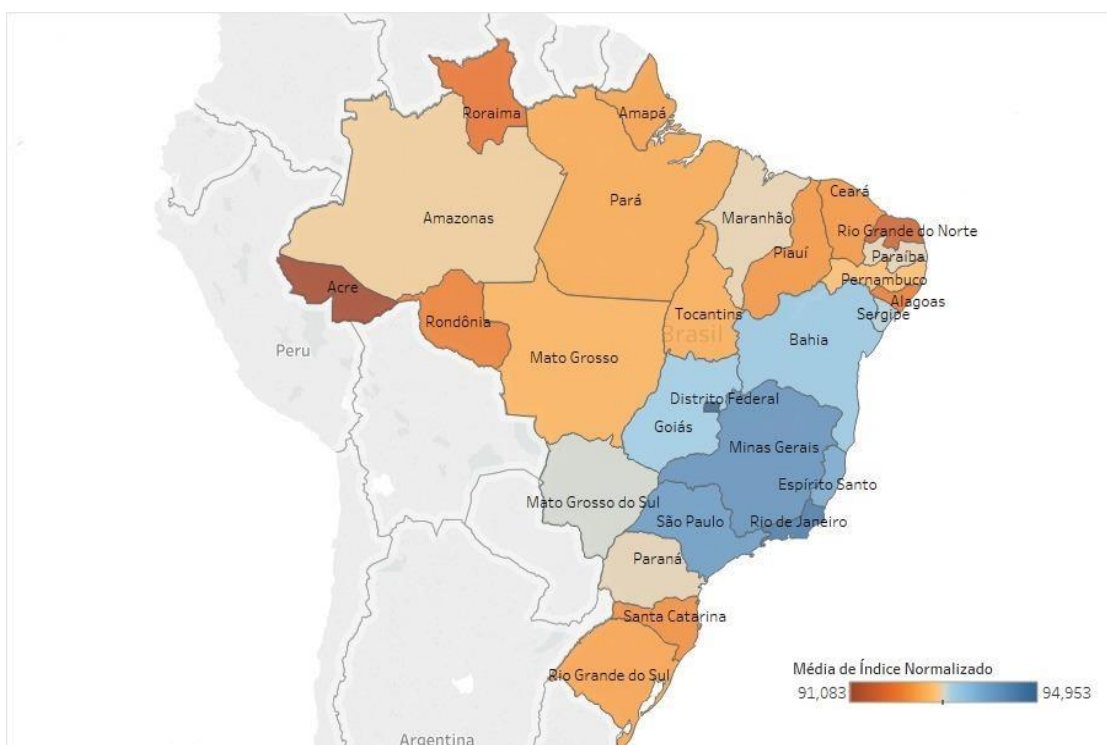 Roraima
Amapá
Amazonas
Pará
Maranhão
Ceará
Rio Grande do Norte
Piauí
Paraíba
Pernambuco
Alagoas
Sergipe
Acre
Rondônia
Tocantins
Brasil
Bahia
Peru
Mato Grosso
Distrito Federal
Goiás
Minas Gerais
Espírito Santo
Mato Grosso do Sul
São Paulo
Rio de Janeiro
Paraná
Santa Catarina
Rio Grande do Sul
Argentina
Média de Índice Normalizado
91,083
94,953